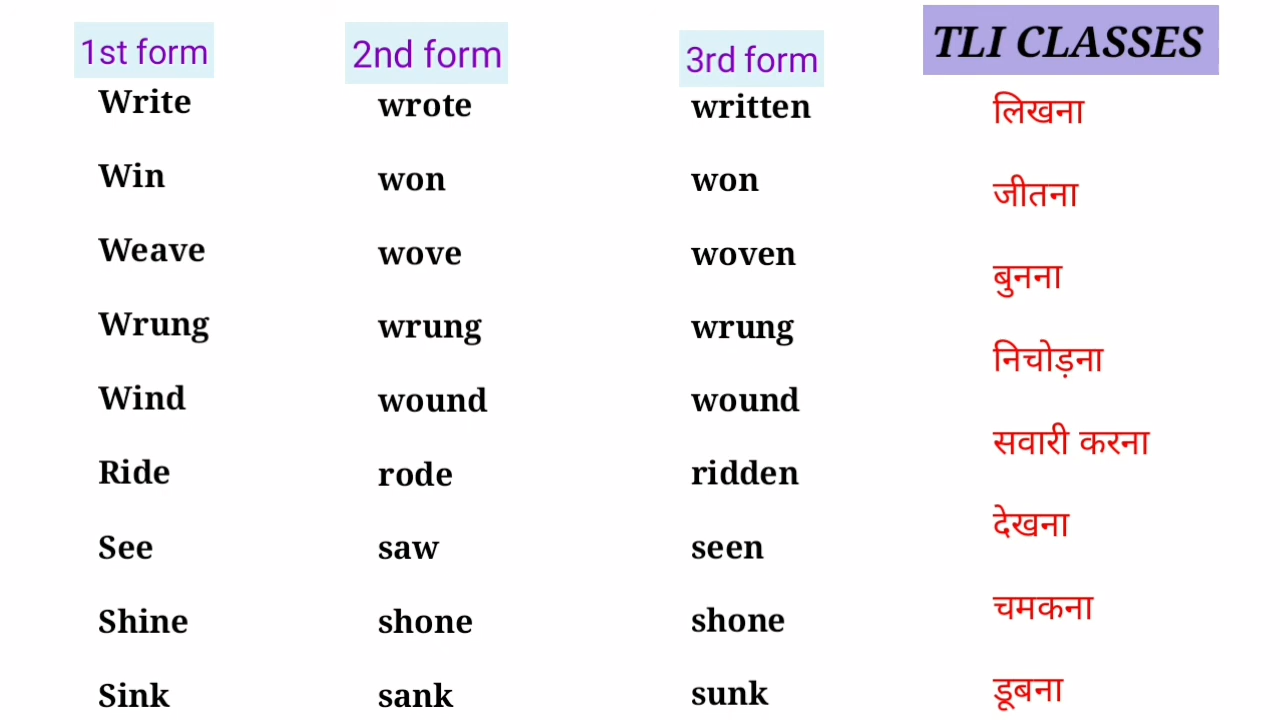 1st form 2nd form 3rd form TLI CLASSES
Write wrote written लिखना
Win won won जीतना
Weave wove woven बुनना
Wrung wrung wrung निचोड़ना
Wind wound wound सवारी करना
Ride rode ridden देखना
See saw seen चमकना
Shine shone shone डूबना
Sink sank sunk